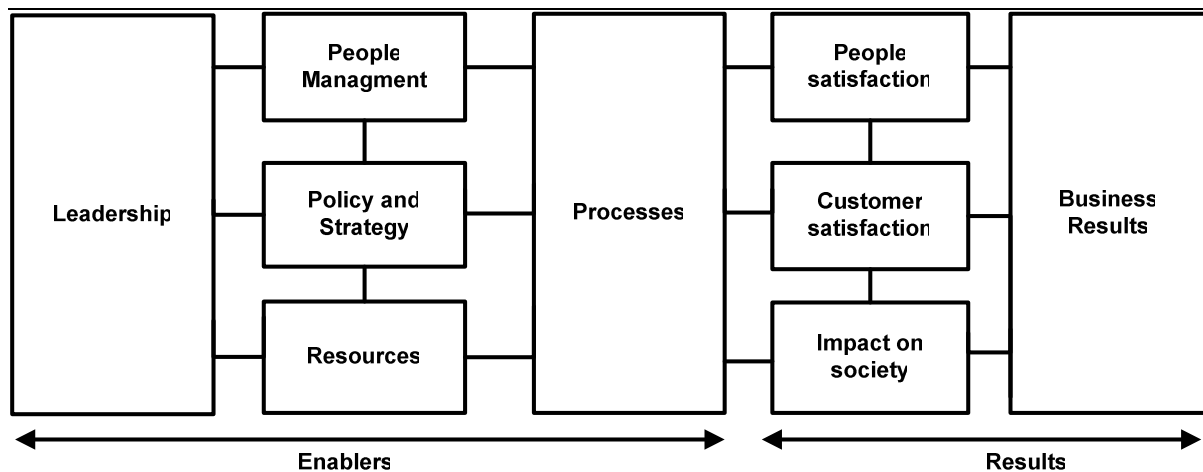 Leadership
People
Managment
Policy and
Strategy
Resources
Processes
People
satisfaction
Customer
satisfaction
Impact on
society
Business
Results
Enablers
Results